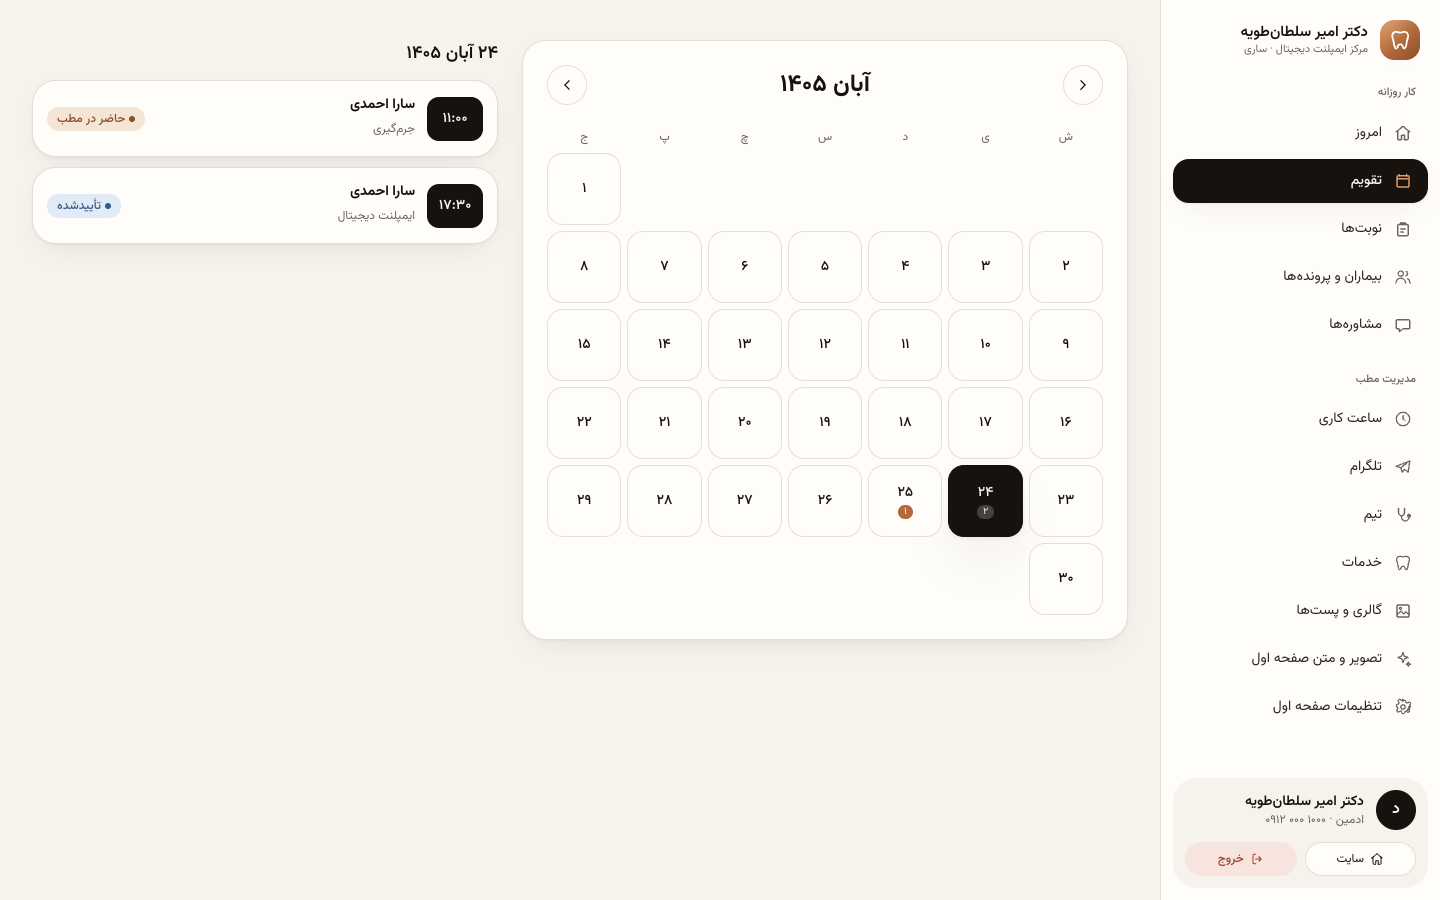 دکتر امیر سلطان‌طویه
مرکز ایمپلنت دیجیتال · ساری
کار روزانه
امروز
تقویم
نوبت‌ها
بیماران و پرونده‌ها
مشاوره‌ها
مدیریت مطب
ساعت کاری
تلگرام
تیم
خدمات
گالری و پست‌ها
تصویر و متن صفحه اول
تنظیمات صفحه اول
د
دکتر امیر سلطان‌طویه
ادمین · ۰۹۱۲ ۰۰۰ ۱۰۰۰
سایت
خروج
آبان ۱۴۰۵
ش ی د س چ پ ج
۱
۲ ۳ ۴ ۵ ۶ ۷ ۸
۹ ۱۰ ۱۱ ۱۲ ۱۳ ۱۴ ۱۵
۱۶ ۱۷ ۱۸ ۱۹ ۲۰ ۲۱ ۲۲
۲۳ ۲۴ ۲۵ ۲۶ ۲۷ ۲۸ ۲۹
۲ ۱
۳۰
۲۴ آبان ۱۴۰۵
۱۱:۰۰
سارا احمدی
جرم‌گیری
حاضر در مطب
۱۷:۳۰
سارا احمدی
ایمپلنت دیجیتال
تأییدشده